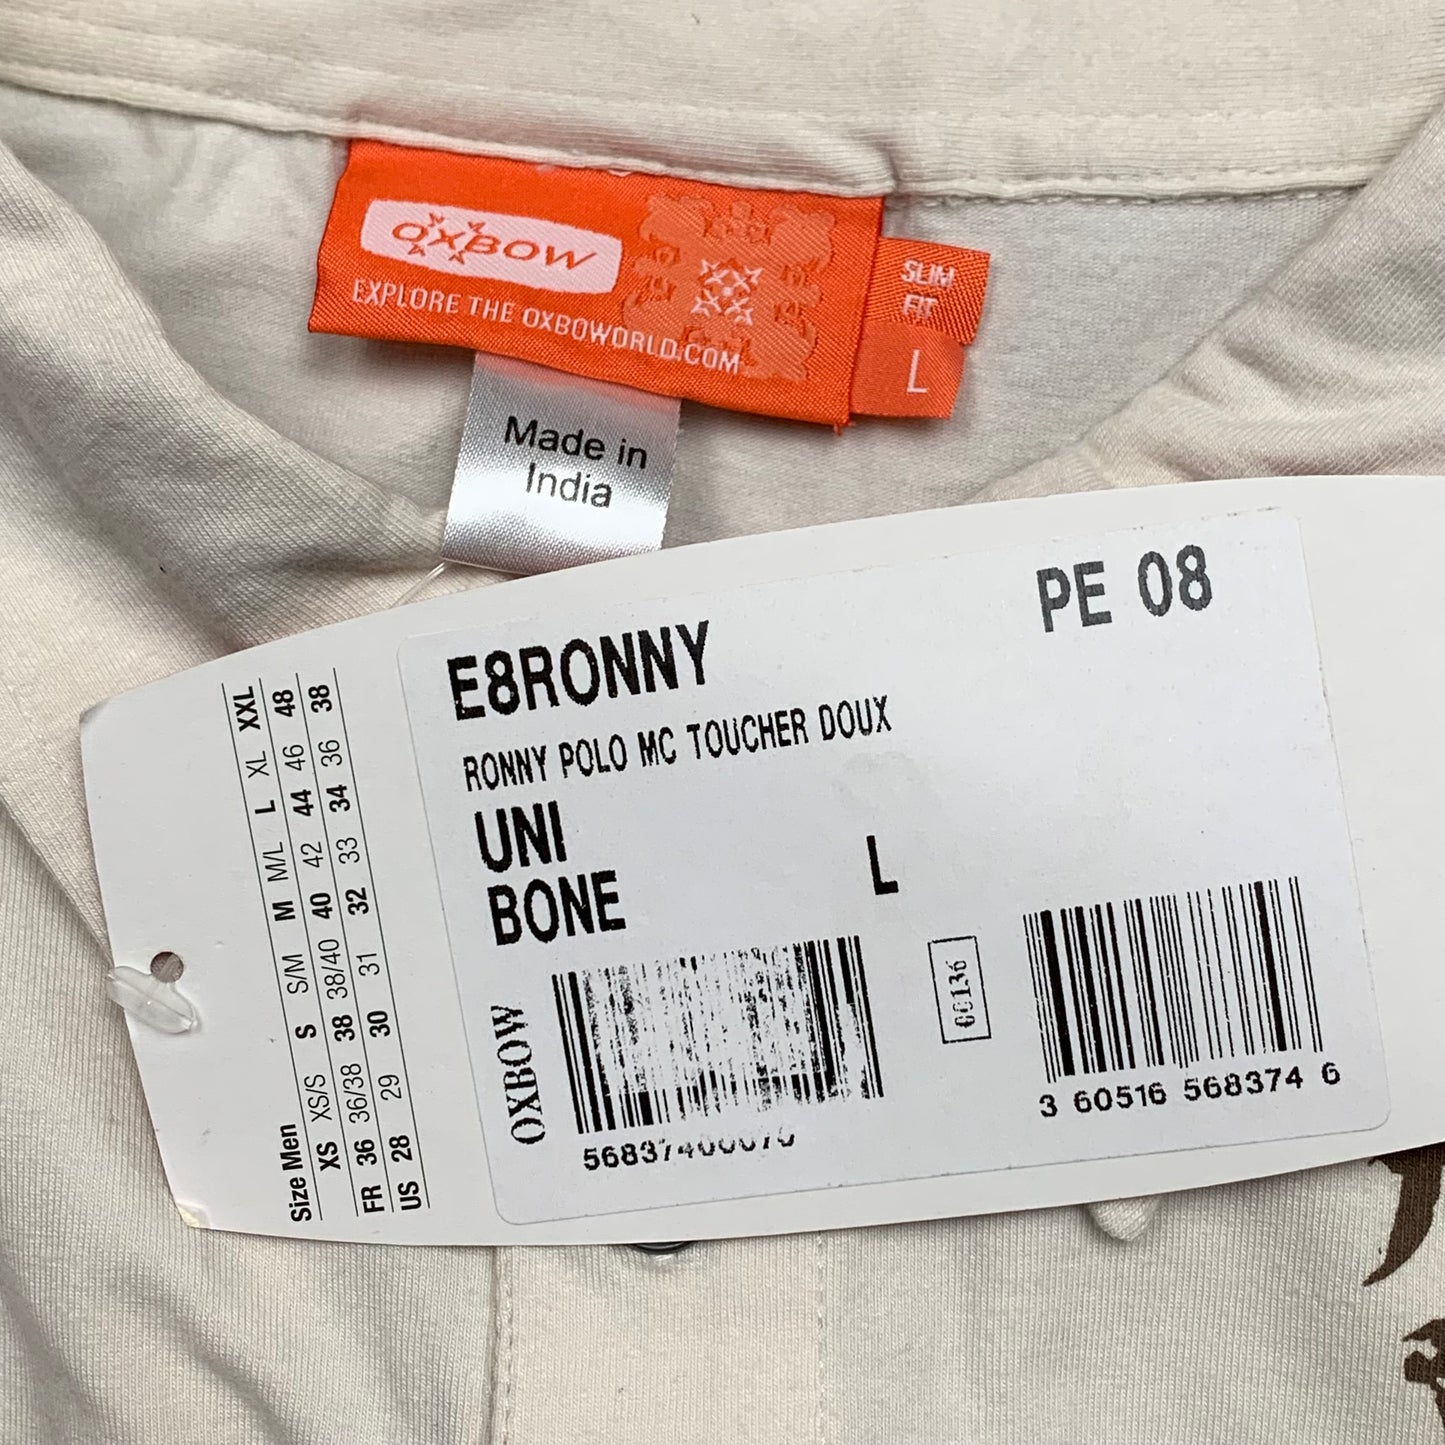 OXBOW
EXPLORE THE OXBOWORLD.COM
SLIM
FIT
L
Made in
India
PE 08
E8RONNY
RONNY POLO MC TOUCHER DOUX
UNI
BONE
L
OXBOW
00136
3 60516 568374 6
Size Men XS XS/S S S/M M M/L L XL XXL
FR 36 36/38 38 38/40 40 42 44 46 48
US 28 29 30 31 32 33 34 36 38